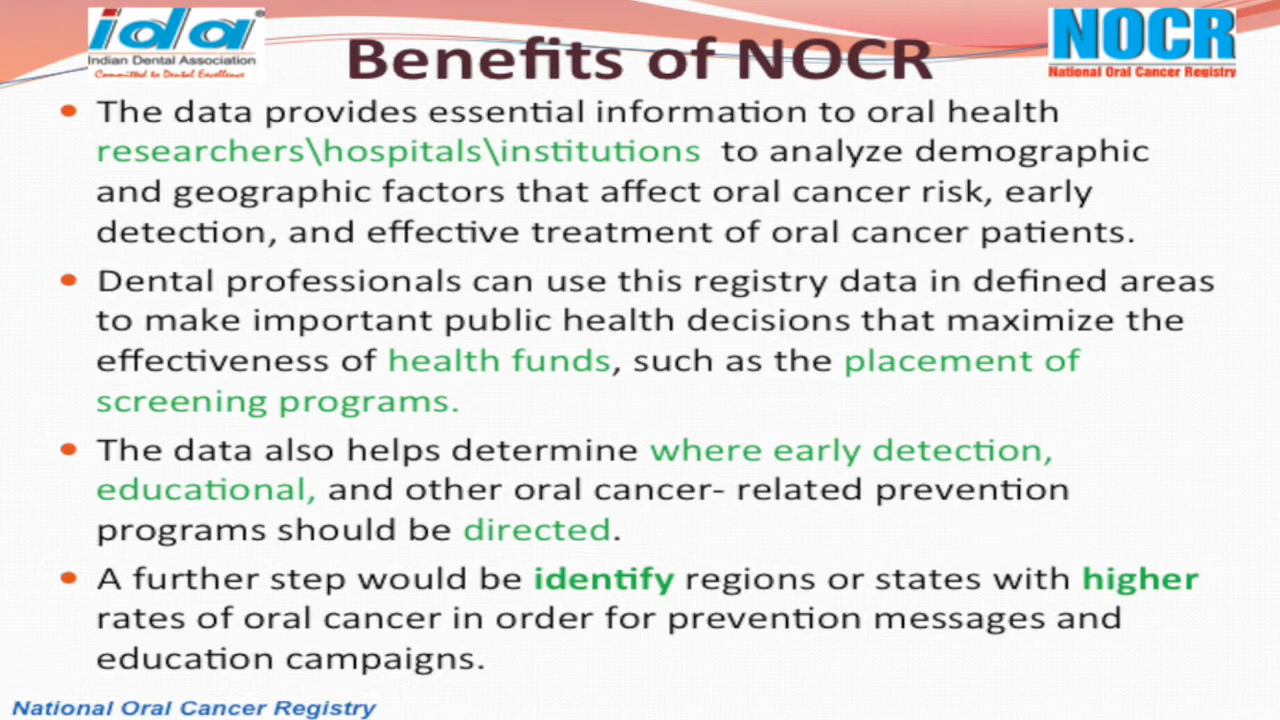 ida
Indian Dental Association
Committed to Dental Excellence
Benefits of NOCR
NOCR
National Oral Cancer Registry
• The data provides essential information to oral health
researchers\hospitals\institutions to analyze demographic
and geographic factors that affect oral cancer risk, early
detection, and effective treatment of oral cancer patients.
• Dental professionals can use this registry data in defined areas
to make important public health decisions that maximize the
effectiveness of health funds, such as the placement of
screening programs.
• The data also helps determine where early detection,
educational, and other oral cancer- related prevention
programs should be directed.
• A further step would be identify regions or states with higher
rates of oral cancer in order for prevention messages and
education campaigns.
National Oral Cancer Registry